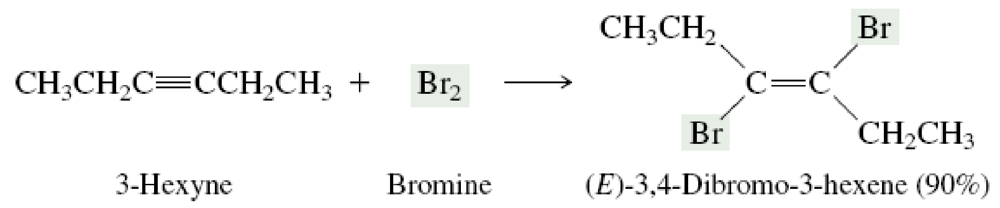 CH₃CH₂C≡CCH₂CH₃ + Br₂ ⟶
CH₃CH₂ Br
C=C
Br CH₂CH₃
3-Hexyne Bromine (E)-3,4-Dibromo-3-hexene (90%)